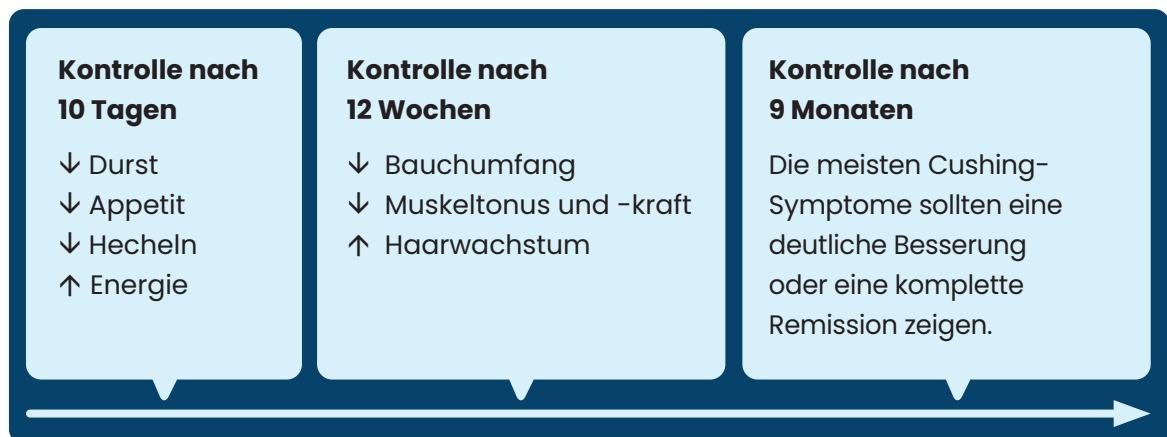 Kontrolle nach
10 Tagen
↓ Durst
↓ Appetit
↓ Hecheln
↑ Energie
Kontrolle nach
12 Wochen
↓ Bauchumfang
↓ Muskeltonus und -kraft
↑ Haarwachstum
Kontrolle nach
9 Monaten
Die meisten Cushing-
Symptome sollten eine
deutliche Besserung
oder eine komplette
Remission zeigen.